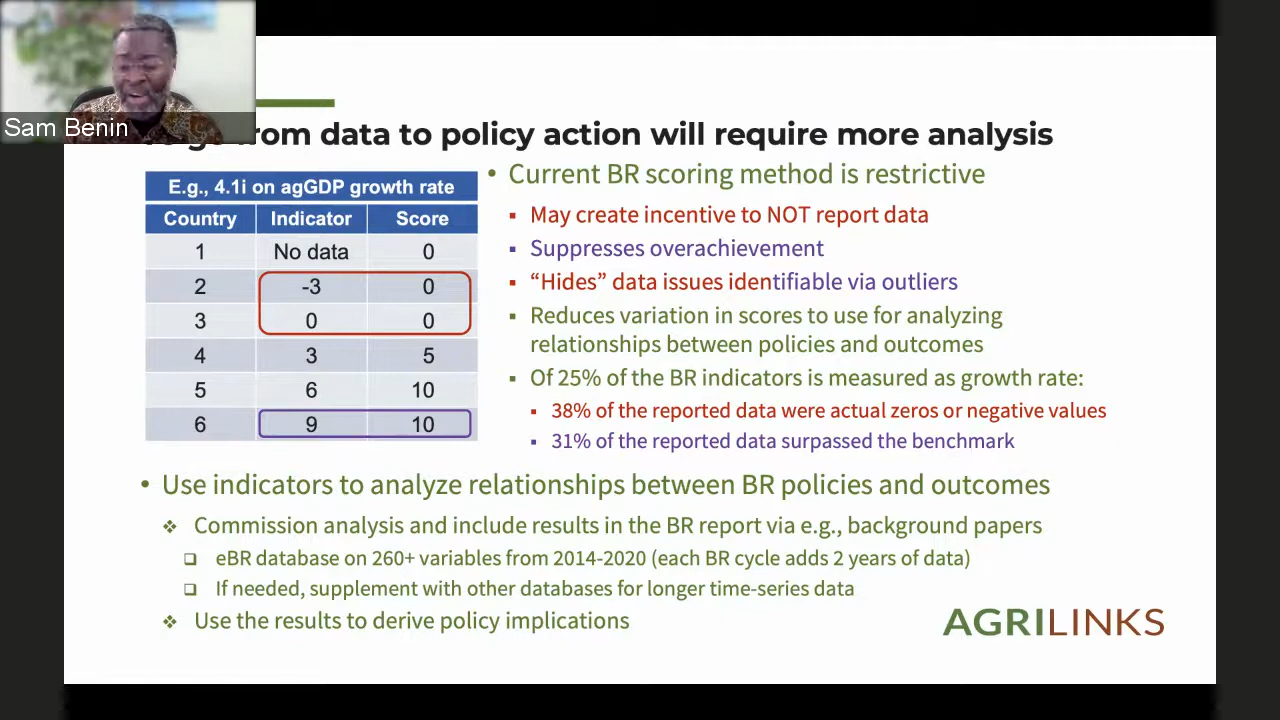 Sam Benin
from data to policy action will require more analysis
E.g., 4.1i on agGDP growth rate
Country Indicator Score
1 No data 0
2 -3 0
3 0 0
4 3 5
5 6 10
6 9 10
• Current BR scoring method is restrictive
▪ May create incentive to NOT report data
▪ Suppresses overachievement
▪ “Hides” data issues identifiable via outliers
▪ Reduces variation in scores to use for analyzing
relationships between policies and outcomes
▪ Of 25% of the BR indicators is measured as growth rate:
▪ 38% of the reported data were actual zeros or negative values
▪ 31% of the reported data surpassed the benchmark
• Use indicators to analyze relationships between BR policies and outcomes
❖ Commission analysis and include results in the BR report via e.g., background papers
❑ eBR database on 260+ variables from 2014-2020 (each BR cycle adds 2 years of data)
❑ If needed, supplement with other databases for longer time-series data
❖ Use the results to derive policy implications
AGRILINKS